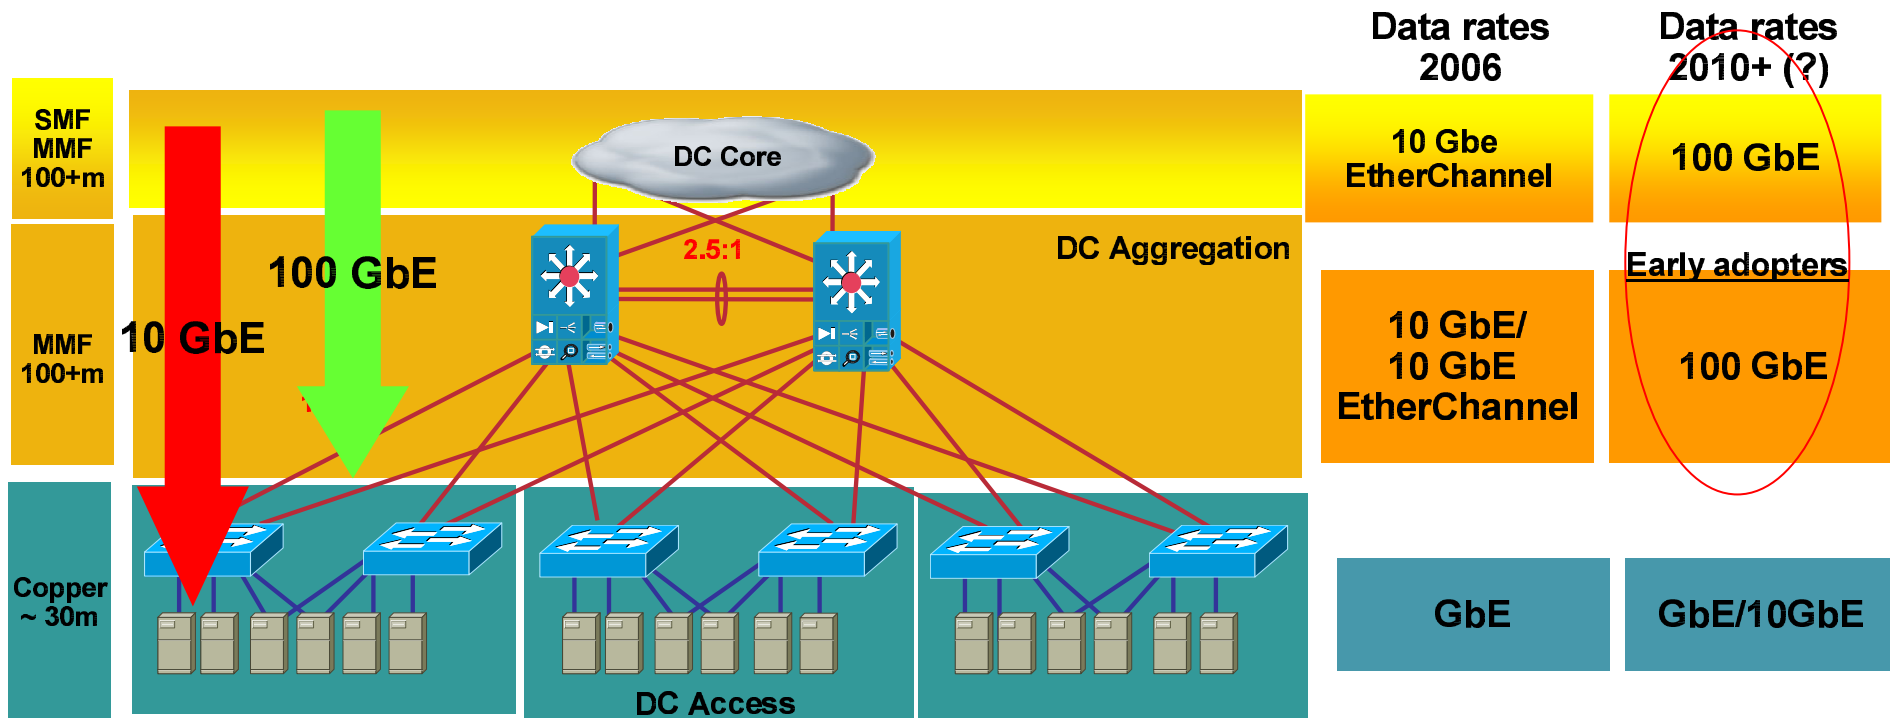 Data rates
2006
Data rates
2010+ (?)
SMF
MMF
100+m
DC Core
10 Gbe
EtherChannel
100 GbE
2.5:1
DC Aggregation
Early adopters
100 GbE
10 GbE
MMF
100+m
10 GbE/
10 GbE
EtherChannel
100 GbE
Copper
~ 30m
GbE
GbE/10GbE
DC Access